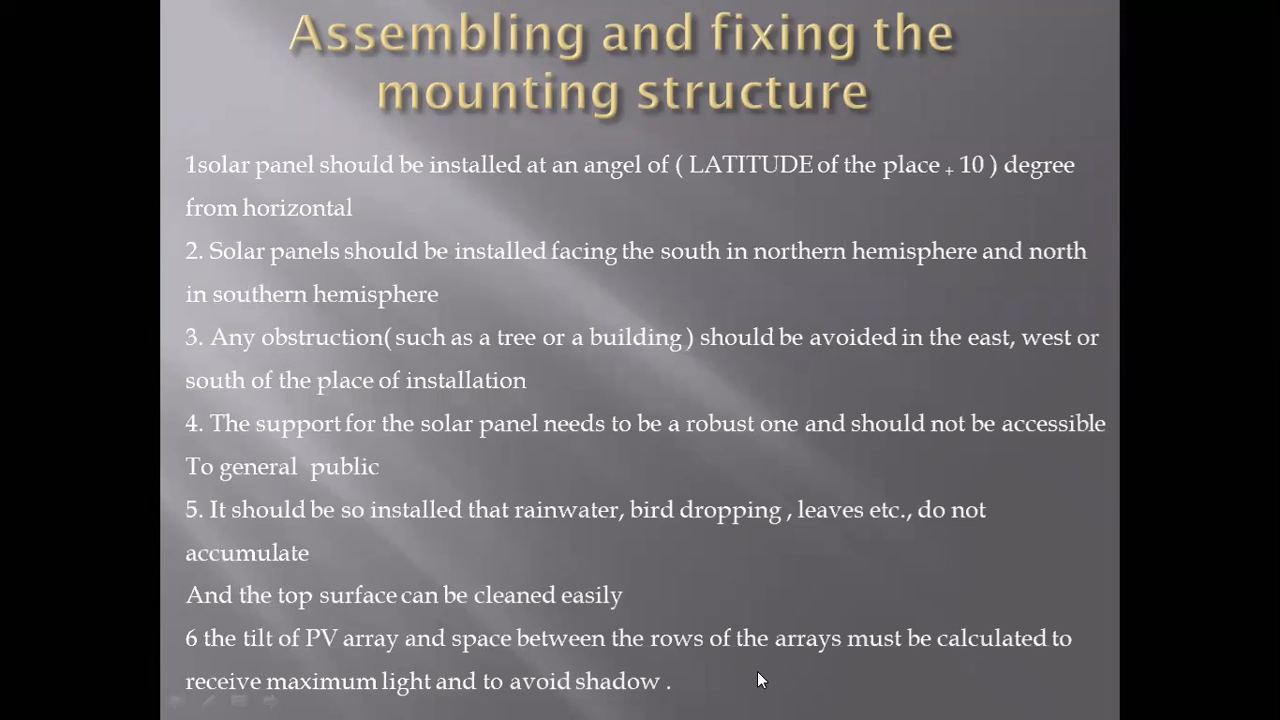 Assembling and fixing the
mounting structure
1solar panel should be installed at an angel of ( LATITUDE of the place + 10 ) degree
from horizontal
2. Solar panels should be installed facing the south in northern hemisphere and north
in southern hemisphere
3. Any obstruction( such as a tree or a building ) should be avoided in the east, west or
south of the place of installation
4. The support for the solar panel needs to be a robust one and should not be accessible
To general public
5. It should be so installed that rainwater, bird dropping , leaves etc., do not
accumulate
And the top surface can be cleaned easily
6 the tilt of PV array and space between the rows of the arrays must be calculated to
receive maximum light and to avoid shadow .